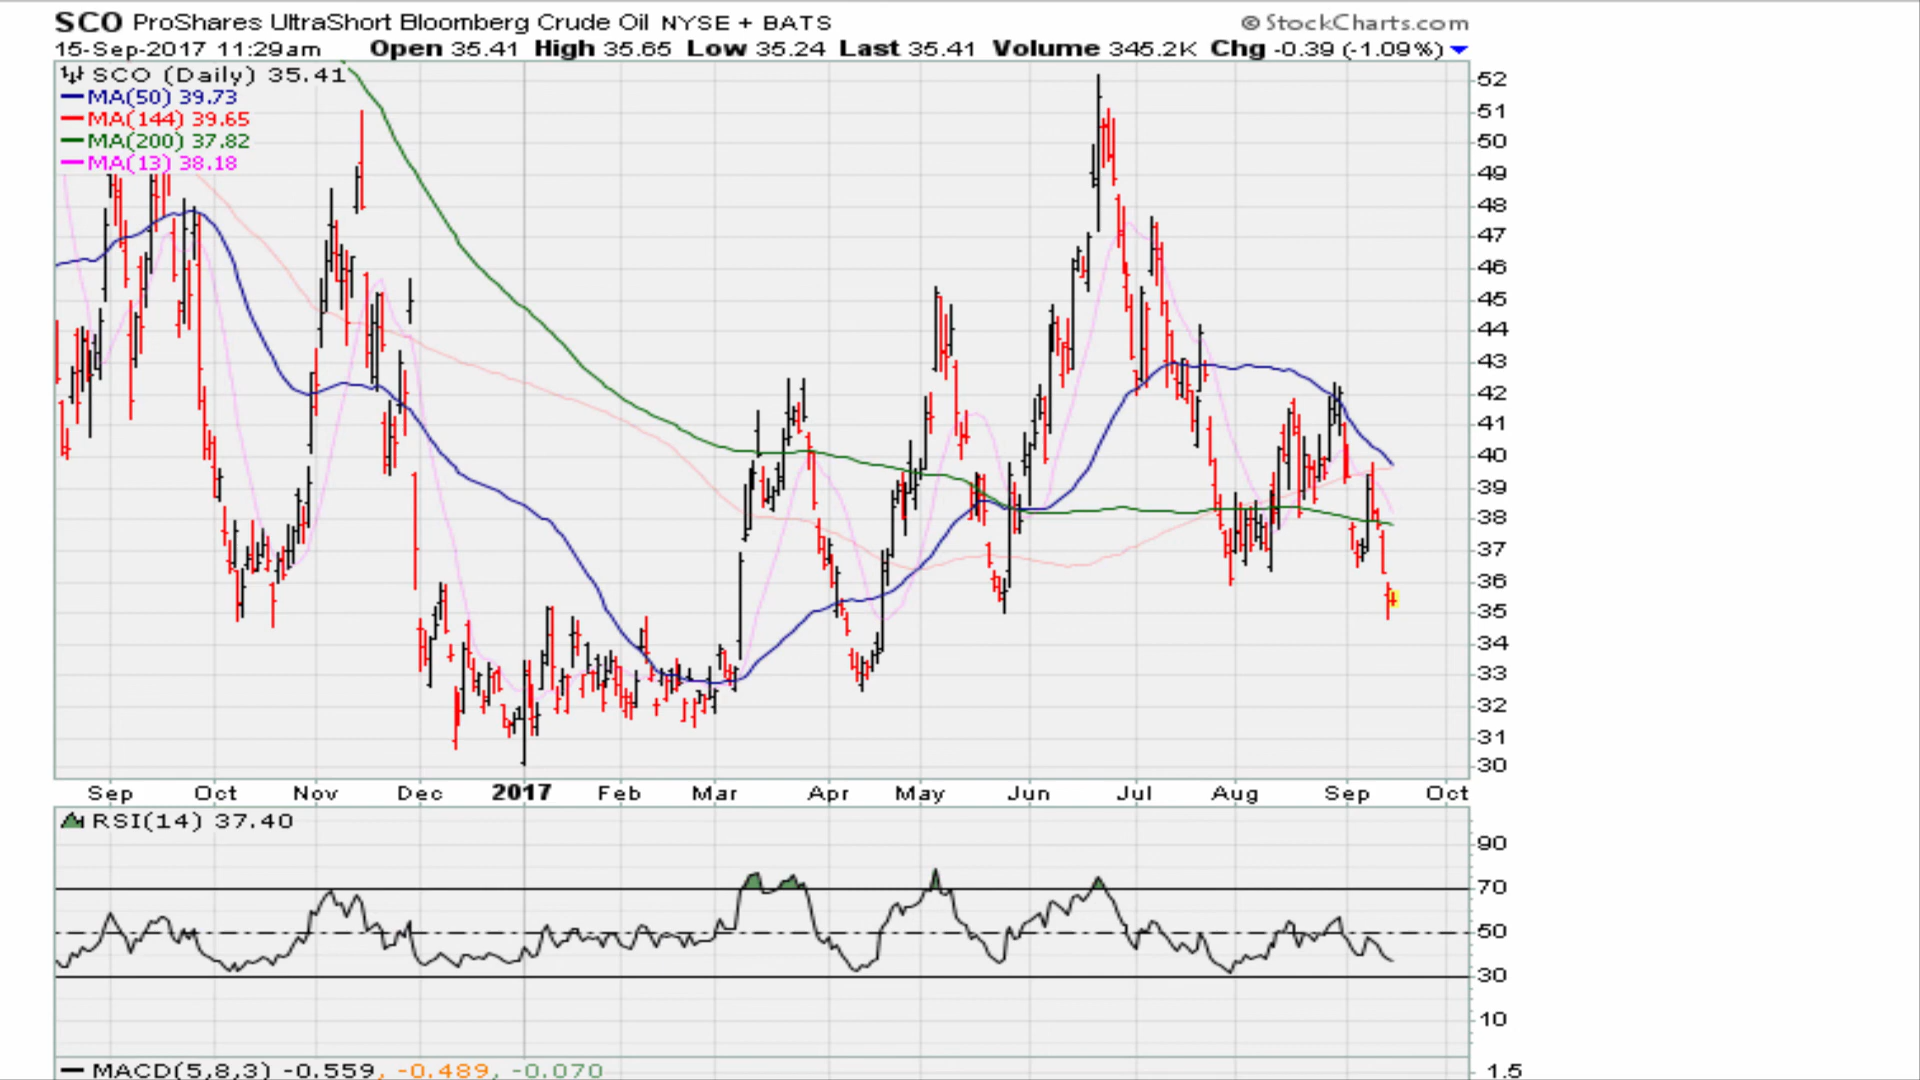 SCO ProShares UltraShort Bloomberg Crude Oil NYSE + BATS © StockCharts.com
15-Sep-2017 11:29am Open 35.41 High 35.65 Low 35.24 Last 35.41 Volume 345.2K Chg -0.39 (-1.09%)
SCO (Daily) 35.41
MA(50) 39.73
MA(144) 39.65
MA(200) 37.82
MA(13) 38.18
52
51
50
49
48
47
46
45
44
43
42
41
40
39
38
37
36
35
34
33
32
31
30
Sep Oct Nov Dec 2017 Feb Mar Apr May Jun Jul Aug Sep Oct
RSI(14) 37.40
90
70
50
30
10
MACD(5,8,3) -0.559, -0.489, -0.070
1.5